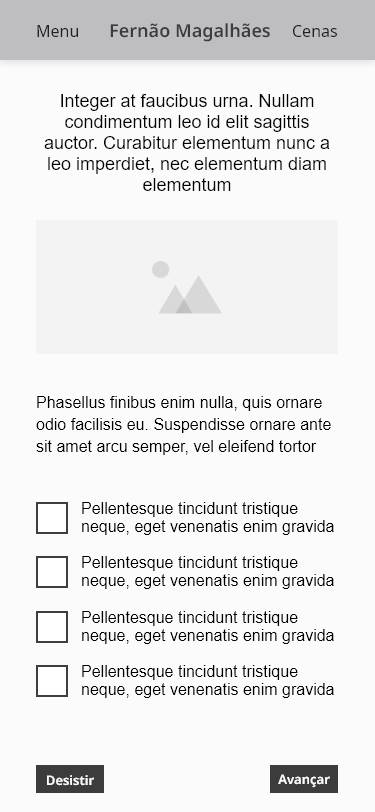 Menu Fernão Magalhães Cenas
Integer at faucibus urna. Nullam
condimentum leo id elit sagittis
auctor. Curabitur elementum nunc a
leo imperdiet, nec elementum diam
elementum
Phasellus finibus enim nulla, quis ornare
odio facilisis eu. Suspendisse ornare ante
sit amet arcu semper, vel eleifend tortor
Pellentesque tincidunt tristique
neque, eget venenatis enim gravida
Pellentesque tincidunt tristique
neque, eget venenatis enim gravida
Pellentesque tincidunt tristique
neque, eget venenatis enim gravida
Pellentesque tincidunt tristique
neque, eget venenatis enim gravida
Desistir Avançar